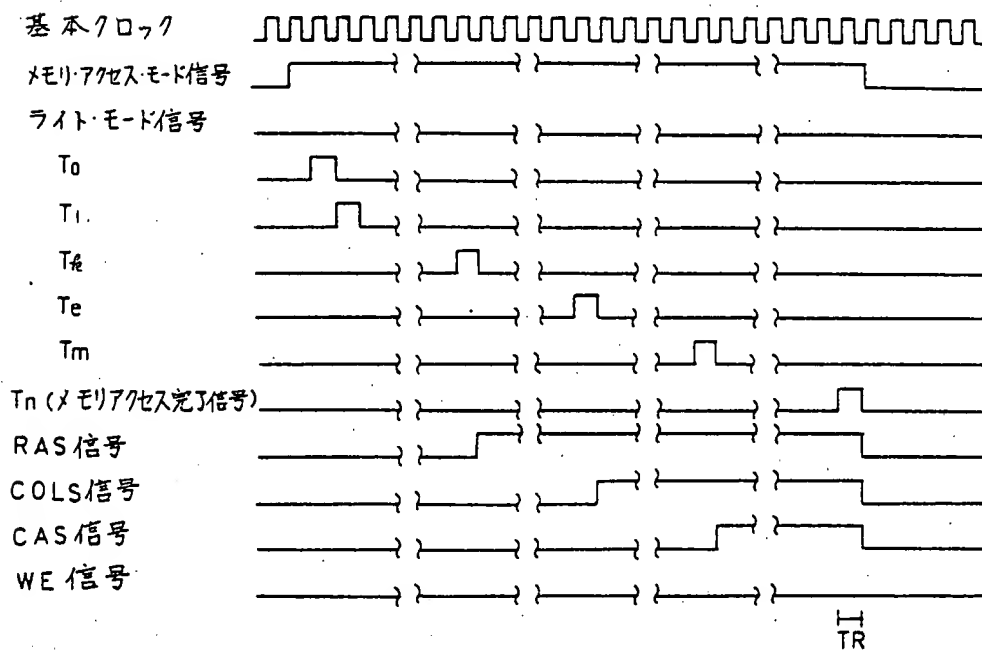 基本クロック
メモリ・アクセス・モード信号
ライト・モード信号
T0
T1.
Tk
Te
Tm
Tn (メモリアクセス完了信号)
RAS信号
COLS信号
CAS信号
WE信号
TR